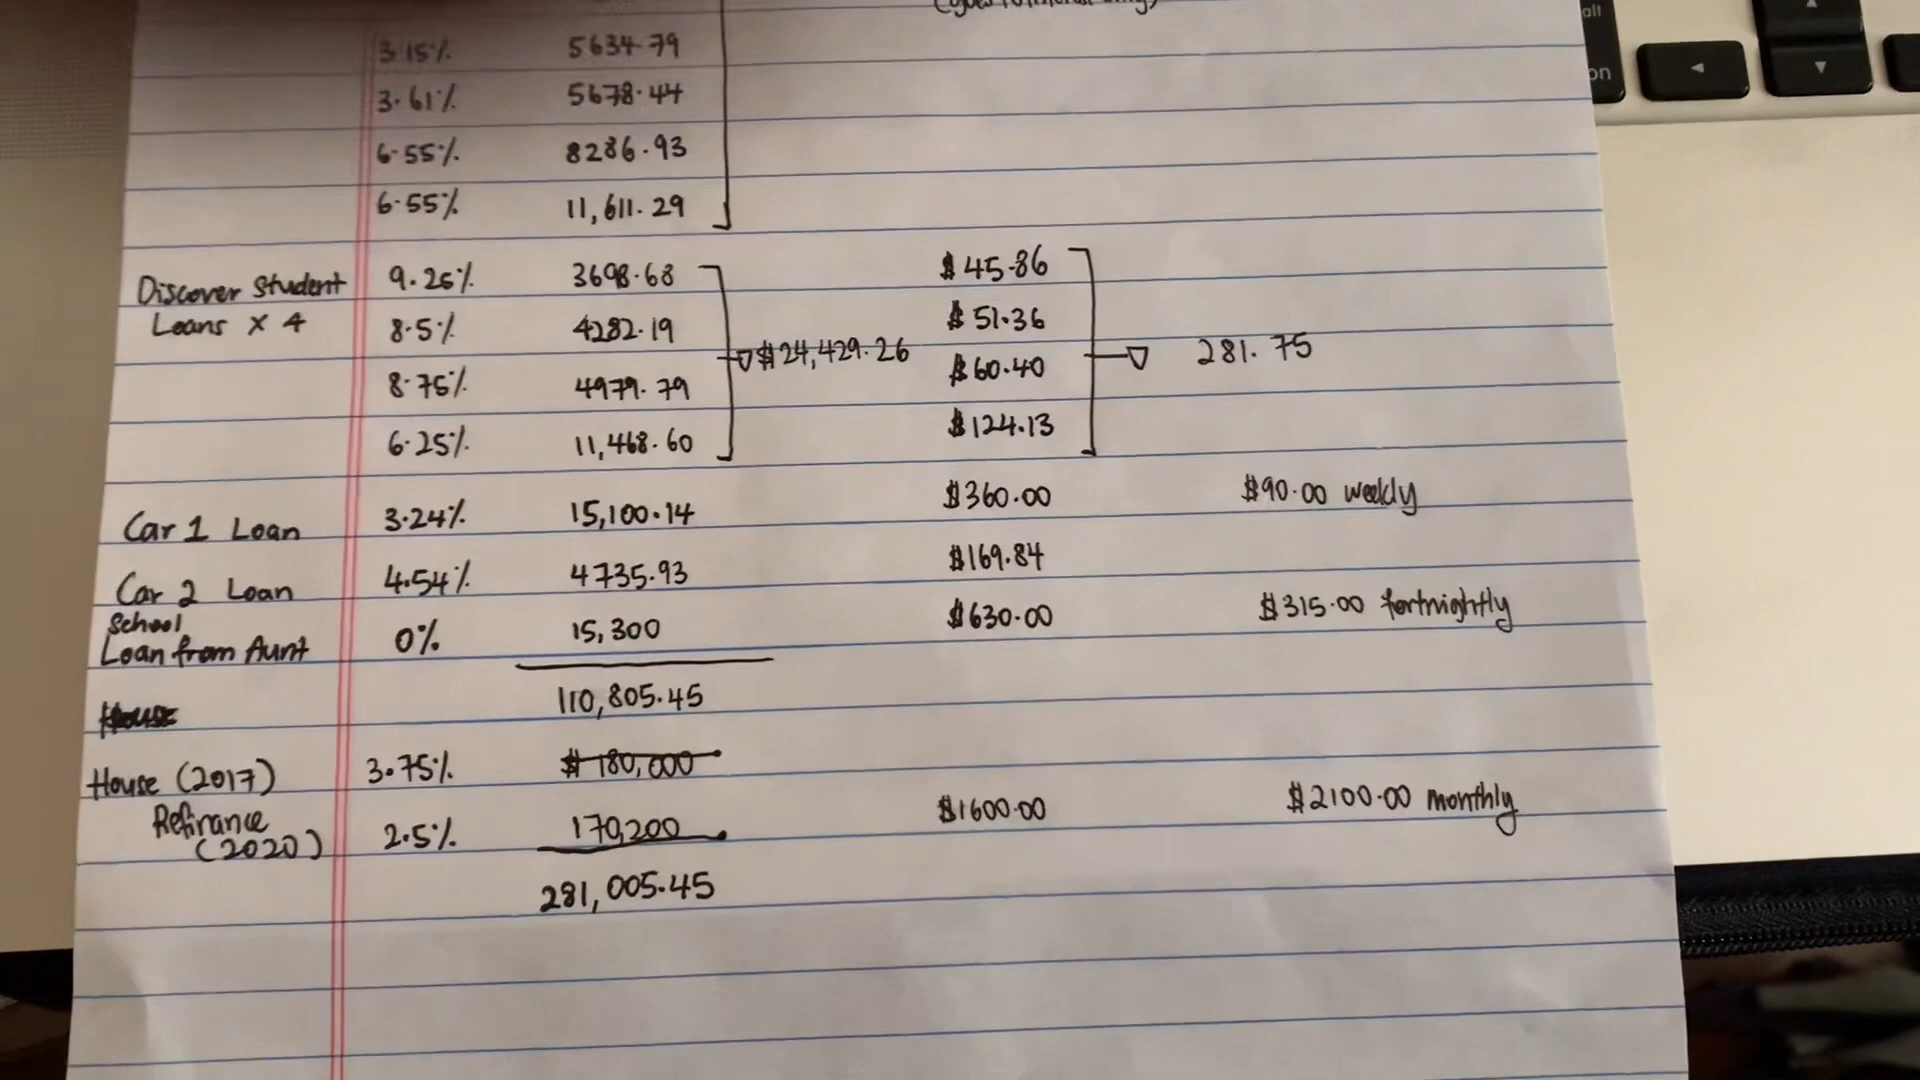 3.15% 5634.79
3.61% 5678.44
6.55% 8286.93
6.55% 11,611.29
Discover Student 9.25% 3698.68 $45.86
Loans x 4 8.5% 4282.19 $51.36
$24,429.26 281.75
8.75% 4979.79 $60.40
6.25% 11,468.60 $124.13
Car 1 Loan 3.24% 15,100.14 $360.00 $90.00 weekly
Car 2 Loan 4.54% 4735.93 $169.84
School
Loan from Aunt 0% 15,300 $630.00 $315.00 fortnightly
110,805.45
House
House (2017) 3.75% $180,000
Refinance
(2020) 2.5% 170,200 $1600.00 $2100.00 monthly
281,005.45
alt